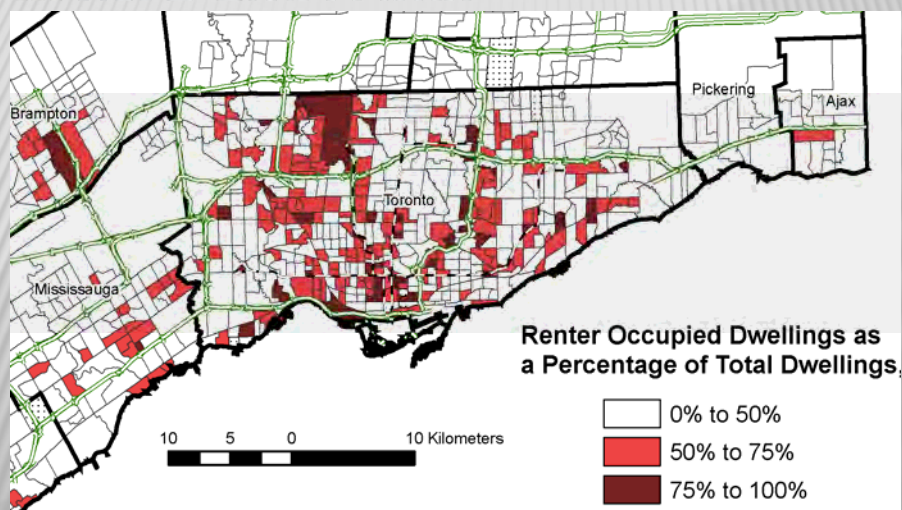 Brampton
Pickering
Ajax
Toronto
Mississauga
Renter Occupied Dwellings as
a Percentage of Total Dwellings,
0% to 50%
50% to 75%
75% to 100%
10 5 0 10 Kilometers